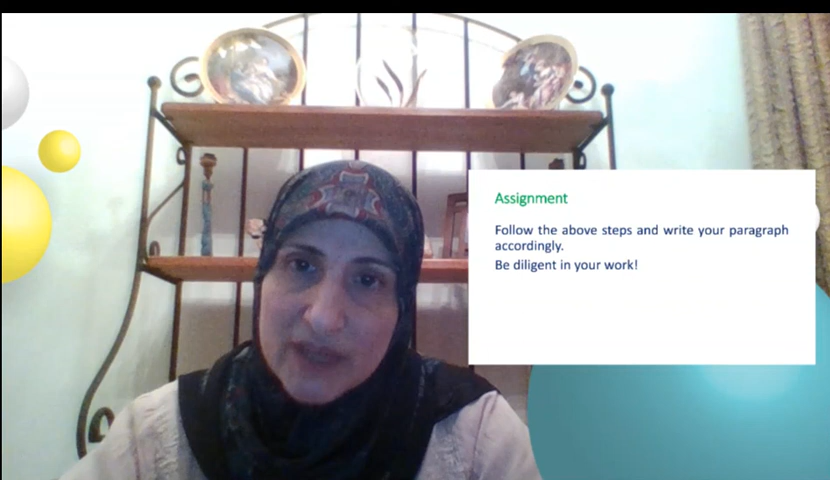 Assignment
Follow the above steps and write your paragraph
accordingly.
Be diligent in your work!